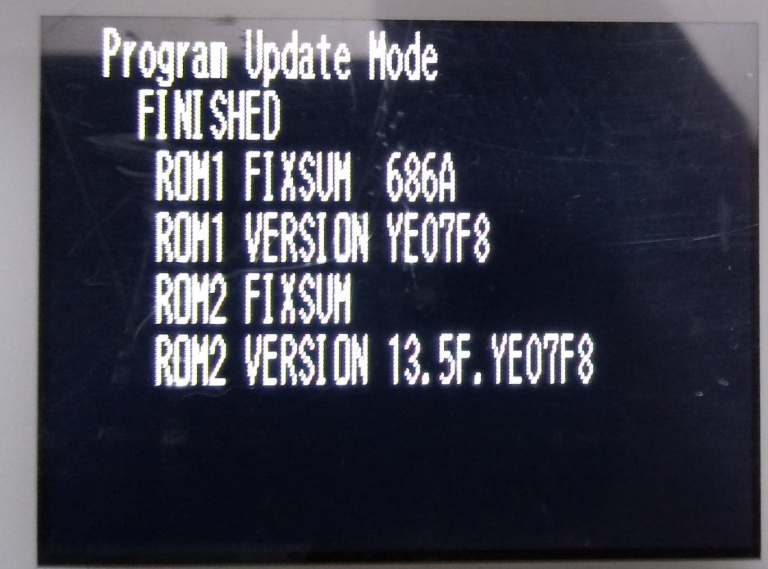 Program Update Mode
FINISHED
ROM1 FIXSUM 686A
ROM1 VERSION YE07F8
ROM2 FIXSUM
ROM2 VERSION 13.5F.YE07F8